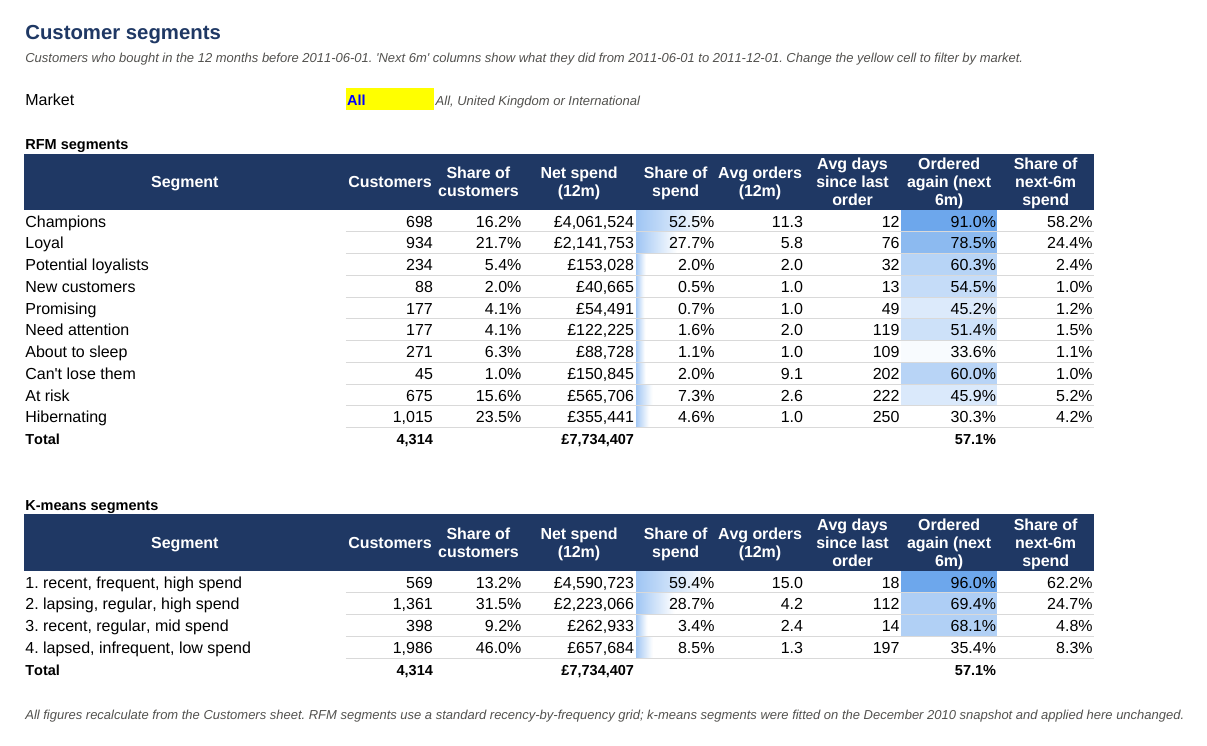 Customer segments
Customers who bought in the 12 months before 2011-06-01. 'Next 6m' columns show what they did from 2011-06-01 to 2011-12-01. Change the yellow cell to filter by market.
Market All All, United Kingdom or International
RFM segments
Segment Customers Share of customers Net spend (12m) Share of spend Avg orders (12m) Avg days since last order Ordered again (next 6m) Share of next-6m spend
Champions 698 16.2% £4,061,524 52.5% 11.3 12 91.0% 58.2%
Loyal 934 21.7% £2,141,753 27.7% 5.8 76 78.5% 24.4%
Potential loyalists 234 5.4% £153,028 2.0% 2.0 32 60.3% 2.4%
New customers 88 2.0% £40,665 0.5% 1.0 13 54.5% 1.0%
Promising 177 4.1% £54,491 0.7% 1.0 49 45.2% 1.2%
Need attention 177 4.1% £122,225 1.6% 2.0 119 51.4% 1.5%
About to sleep 271 6.3% £88,728 1.1% 1.0 109 33.6% 1.1%
Can't lose them 45 1.0% £150,845 2.0% 9.1 202 60.0% 1.0%
At risk 675 15.6% £565,706 7.3% 2.6 222 45.9% 5.2%
Hibernating 1,015 23.5% £355,441 4.6% 1.0 250 30.3% 4.2%
Total 4,314 £7,734,407 57.1%
K-means segments
Segment Customers Share of customers Net spend (12m) Share of spend Avg orders (12m) Avg days since last order Ordered again (next 6m) Share of next-6m spend
1. recent, frequent, high spend 569 13.2% £4,590,723 59.4% 15.0 18 96.0% 62.2%
2. lapsing, regular, high spend 1,361 31.5% £2,223,066 28.7% 4.2 112 69.4% 24.7%
3. recent, regular, mid spend 398 9.2% £262,933 3.4% 2.4 14 68.1% 4.8%
4. lapsed, infrequent, low spend 1,986 46.0% £657,684 8.5% 1.3 197 35.4% 8.3%
Total 4,314 £7,734,407 57.1%
All figures recalculate from the Customers sheet. RFM segments use a standard recency-by-frequency grid; k-means segments were fitted on the December 2010 snapshot and applied here unchanged.